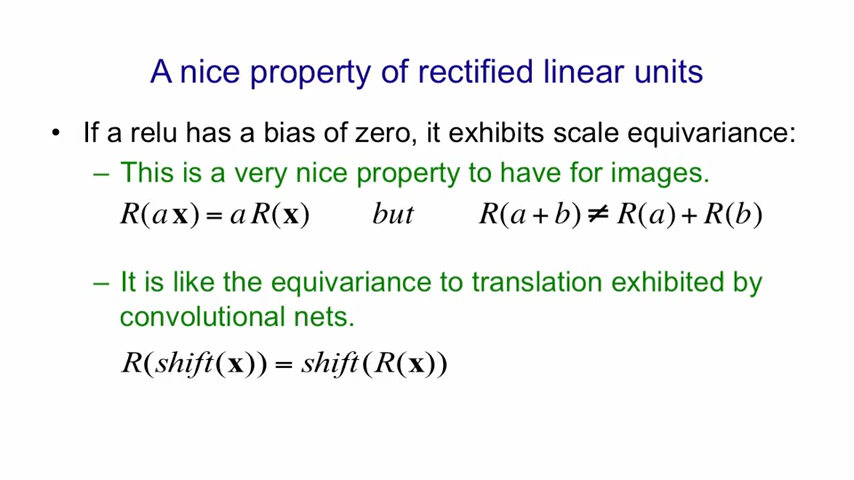 A nice property of rectified linear units
• If a relu has a bias of zero, it exhibits scale equivariance:
– This is a very nice property to have for images.
R(a x) = a R(x) but R(a + b) ≠ R(a) + R(b)
– It is like the equivariance to translation exhibited by
convolutional nets.
R(shift(x)) = shift(R(x))